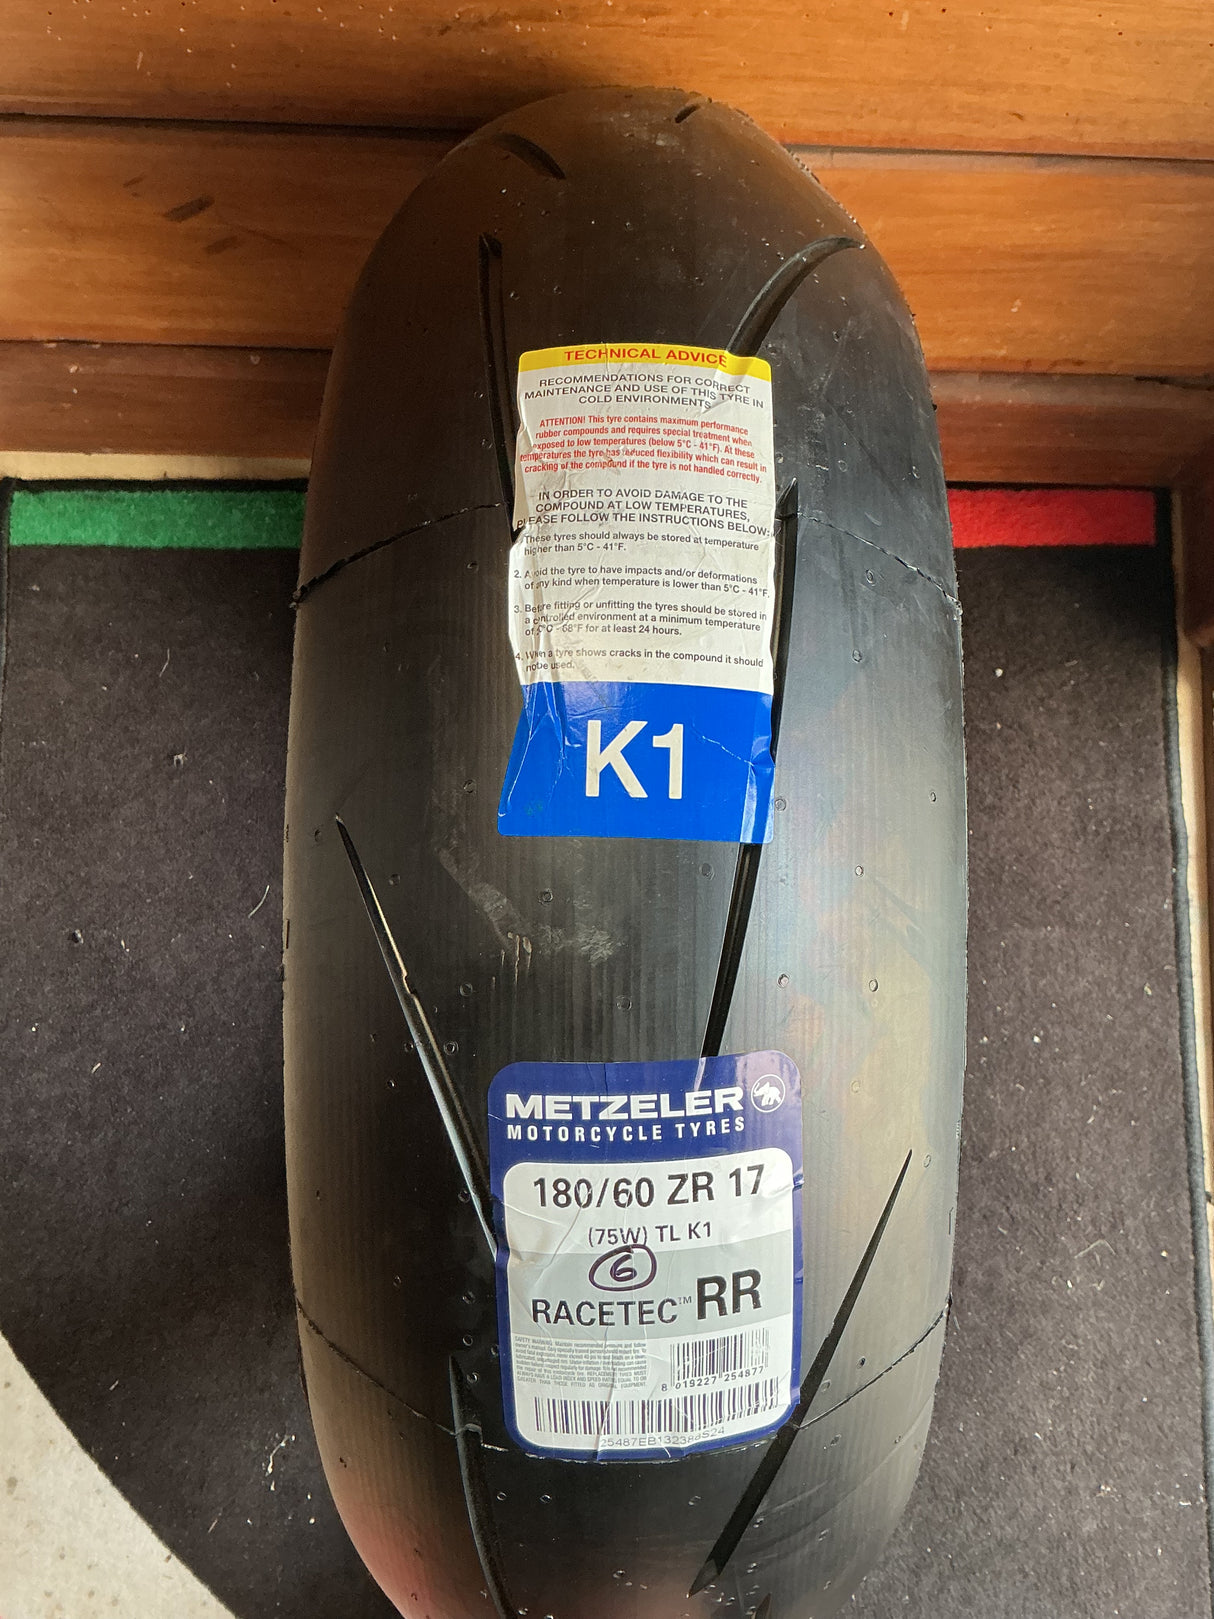 TECHNICAL ADVICE
RECOMMENDATIONS FOR CORRECT
MAINTENANCE AND USE OF THIS TYRE IN
COLD ENVIRONMENTS
ATTENTION! This tyre contains maximum performance
rubber compounds and requires special treatment when
exposed to low temperatures (below 5°C - 41°F). At these
temperatures the tyre has reduced flexibility which can result in
cracking of the compound if the tyre is not handled correctly.
IN ORDER TO AVOID DAMAGE TO THE
COMPOUND AT LOW TEMPERATURES,
PLEASE FOLLOW THE INSTRUCTIONS BELOW:
These tyres should always be stored at temperature
higher than 5°C - 41°F.
2. Avoid the tyre to have impacts and/or deformations
of any kind when temperature is lower than 5°C - 41°F.
3. Before fitting or unfitting the tyres should be stored in
a controlled environment at a minimum temperature
of 20°C - 68°F for at least 24 hours.
4. When a tyre shows cracks in the compound it should
not be used.
K1
METZELER
MOTORCYCLE TYRES
180/60 ZR 17
(75W) TL K1
6
RACETEC™ RR
SAFETY WARNING: Maintain recommended pressure and follow
8 019227 254877